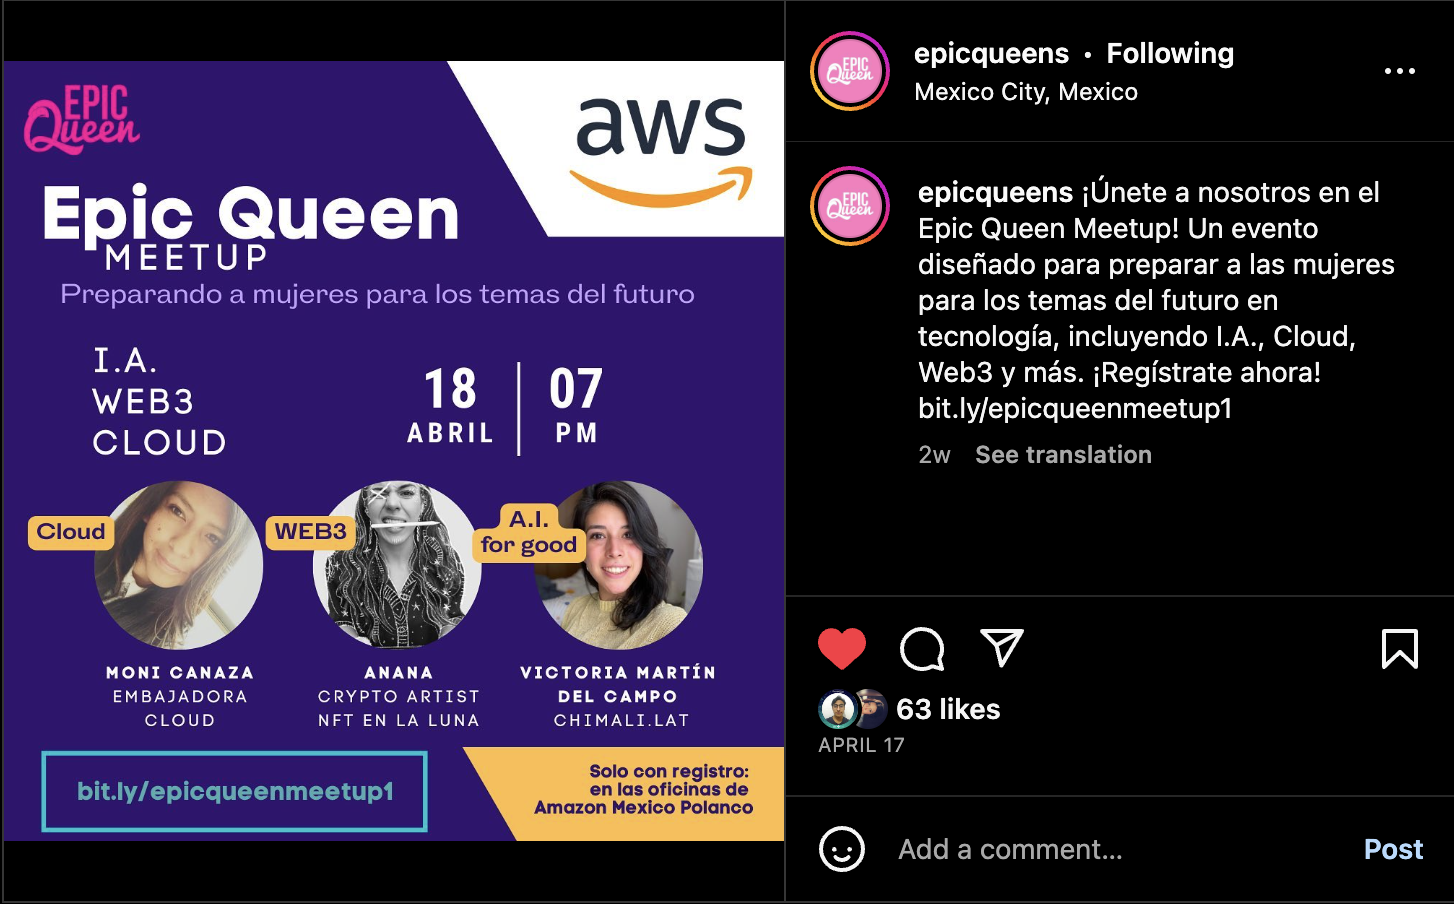 EPIC
Queen
aws
Epic Queen
MEETUP
Preparando a mujeres para los temas del futuro
I.A.
WEB3
CLOUD
18
ABRIL
07
PM
Cloud
WEB3
A.I.
for good
MONI CANAZA
EMBAJADORA
CLOUD
ANANA
CRYPTO ARTIST
NFT EN LA LUNA
VICTORIA MARTÍN
DEL CAMPO
CHIMALI.LAT
bit.ly/epicqueenmeetup1
Solo con registro:
en las oficinas de
Amazon Mexico Polanco
EPIC
Queen
epicqueens • Following
Mexico City, Mexico
EPIC
Queen
epicqueens ¡Únete a nosotros en el
Epic Queen Meetup! Un evento
diseñado para preparar a las mujeres
para los temas del futuro en
tecnología, incluyendo I.A., Cloud,
Web3 y más. ¡Regístrate ahora!
bit.ly/epicqueenmeetup1
2w See translation
63 likes
APRIL 17
Add a comment...
Post